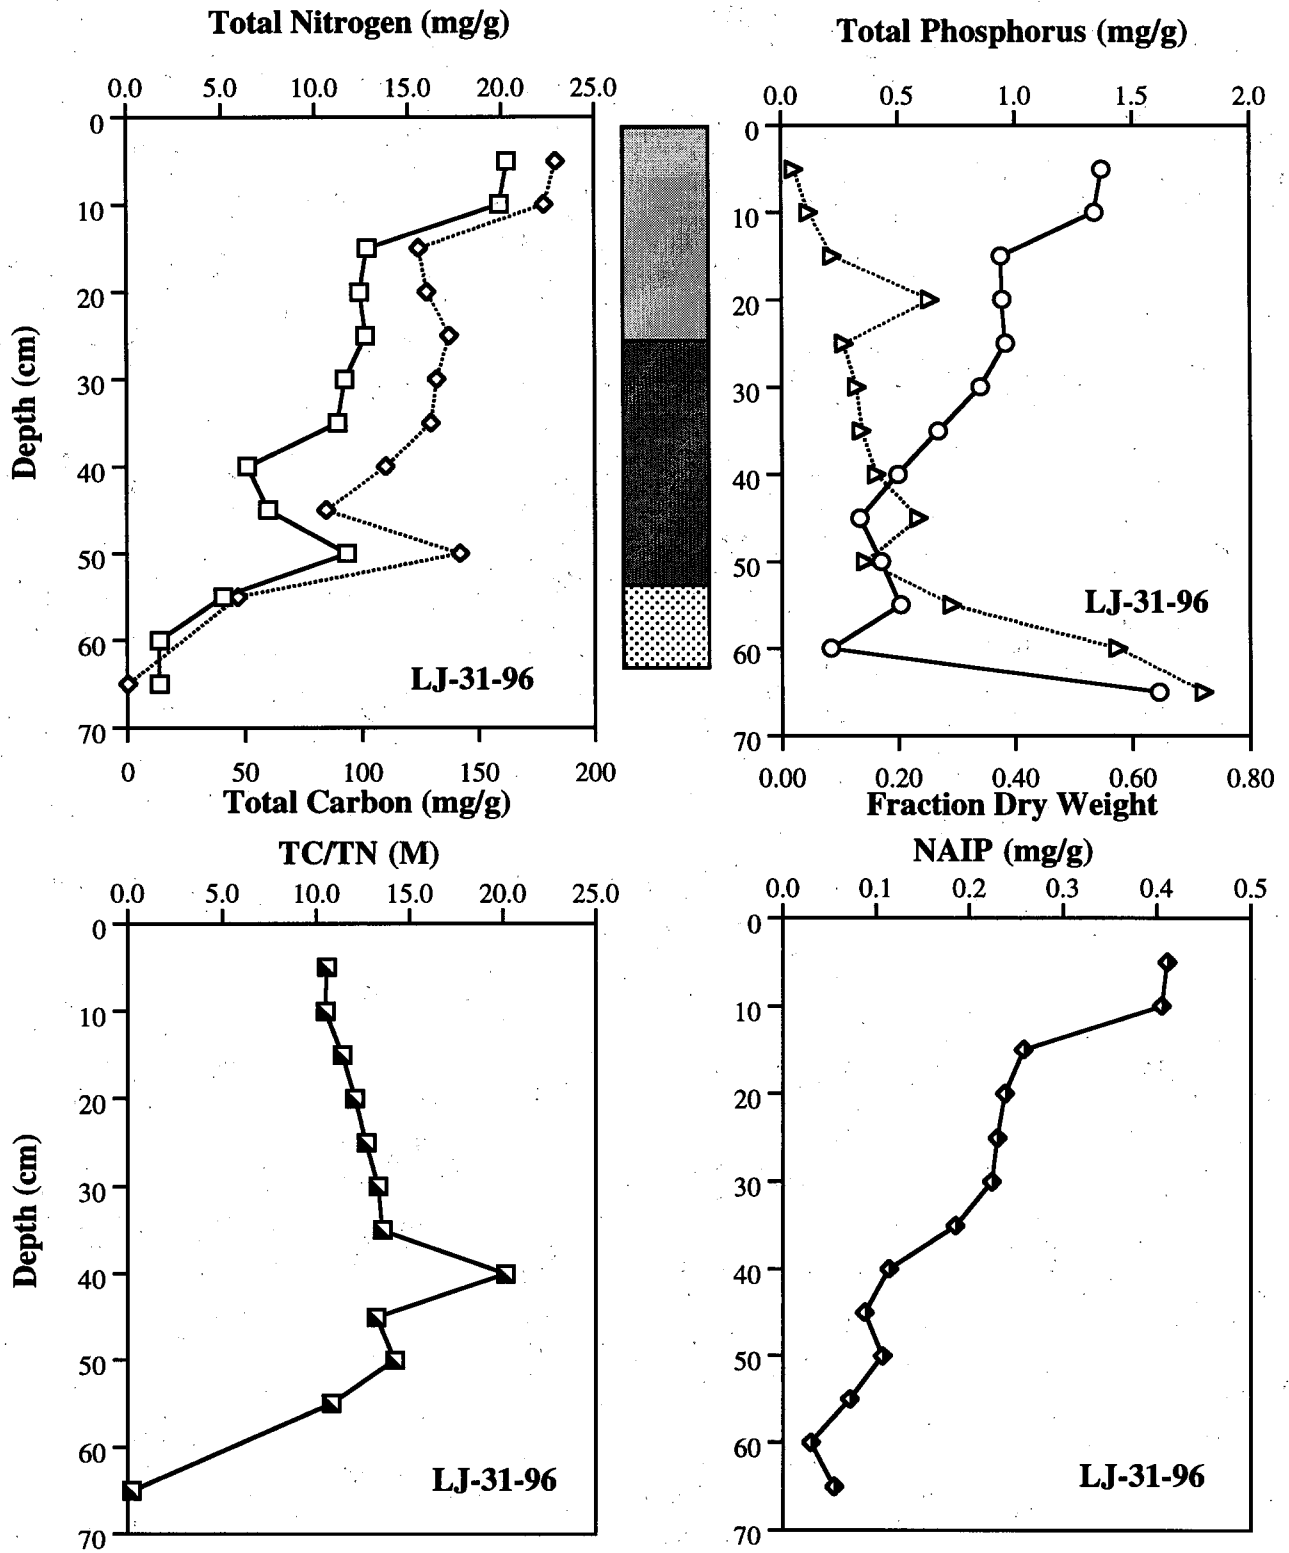 Total Nitrogen (mg/g)
0.0 5.0 10.0 15.0 20.0 25.0
0
10
20
30
40
50
60
70
Depth (cm)
LJ-31-96
0 50 100 150 200
Total Carbon (mg/g)
Total Phosphorus (mg/g)
0.0 0.5 1.0 1.5 2.0
0
10
20
30
40
50
60
70
LJ-31-96
0.00 0.20 0.40 0.60 0.80
Fraction Dry Weight
TC/TN (M)
0.0 5.0 10.0 15.0 20.0 25.0
0
10
20
30
40
50
60
70
Depth (cm)
LJ-31-96
NAIP (mg/g)
0.0 0.1 0.2 0.3 0.4 0.5
0
10
20
30
40
50
60
70
LJ-31-96